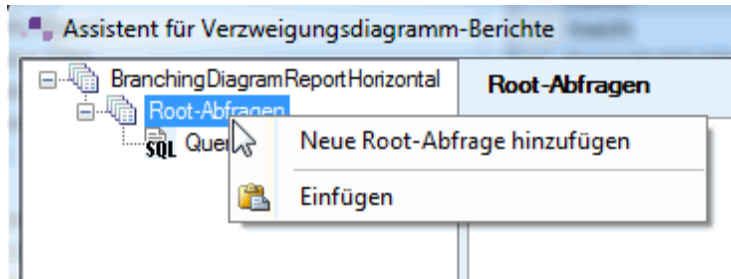 Assistent für Verzweigungsdiagramm-Berichte
BranchingDiagramReportHorizontal
Root-Abfragen
Root-Abfragen
SQL
Neue Root-Abfrage hinzufügen
Einfügen